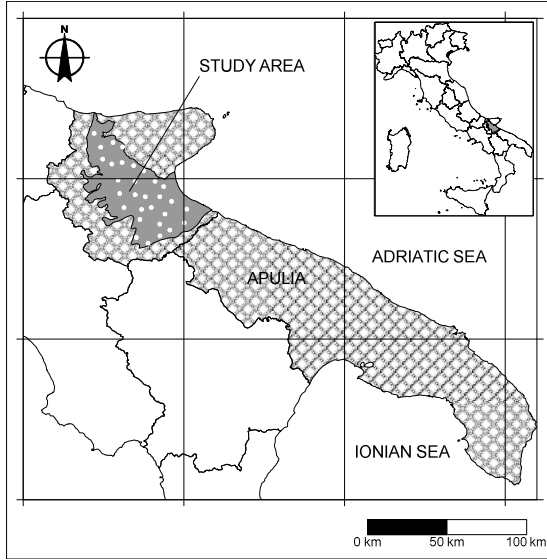 N
STUDY AREA
ADRIATIC SEA
APULIA
IONIAN SEA
0 km 50 km 100 km